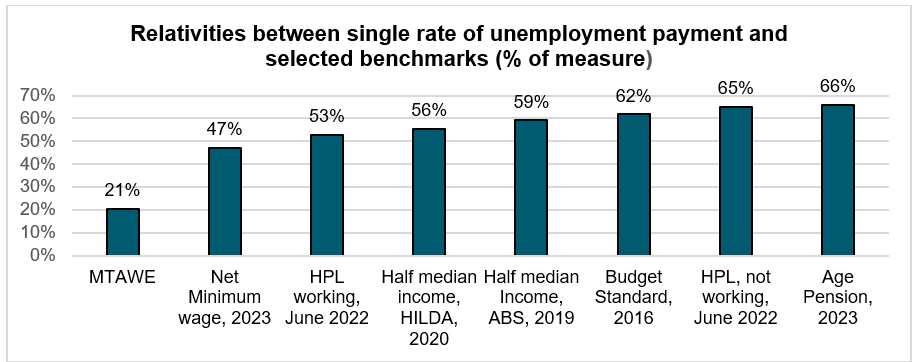 Relativities between single rate of unemployment payment and
selected benchmarks (% of measure)
70%
60%
50%
40%
30%
20%
10%
0%
21%
47%
53%
56%
59%
62%
65%
66%
MTAWE
Net
Minimum
wage, 2023
HPL
working,
June 2022
Half median
income,
HILDA,
2020
Half median
Income,
ABS, 2019
Budget
Standard,
2016
HPL, not
working,
June 2022
Age
Pension,
2023